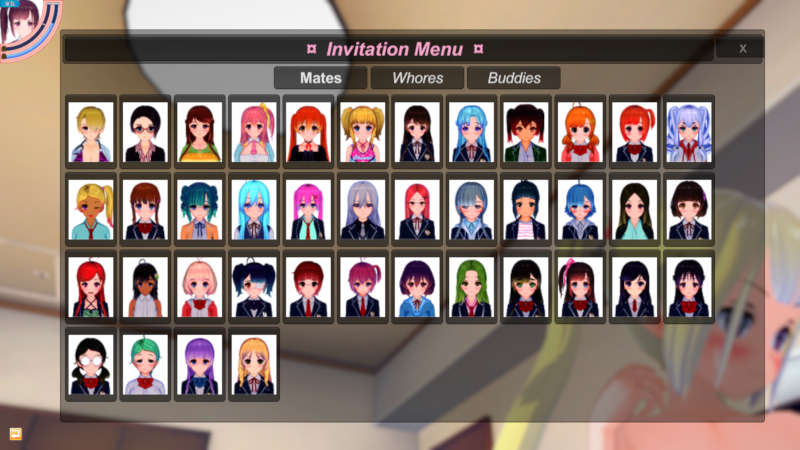 ¤ Invitation Menu ¤
X
Mates Whores Buddies